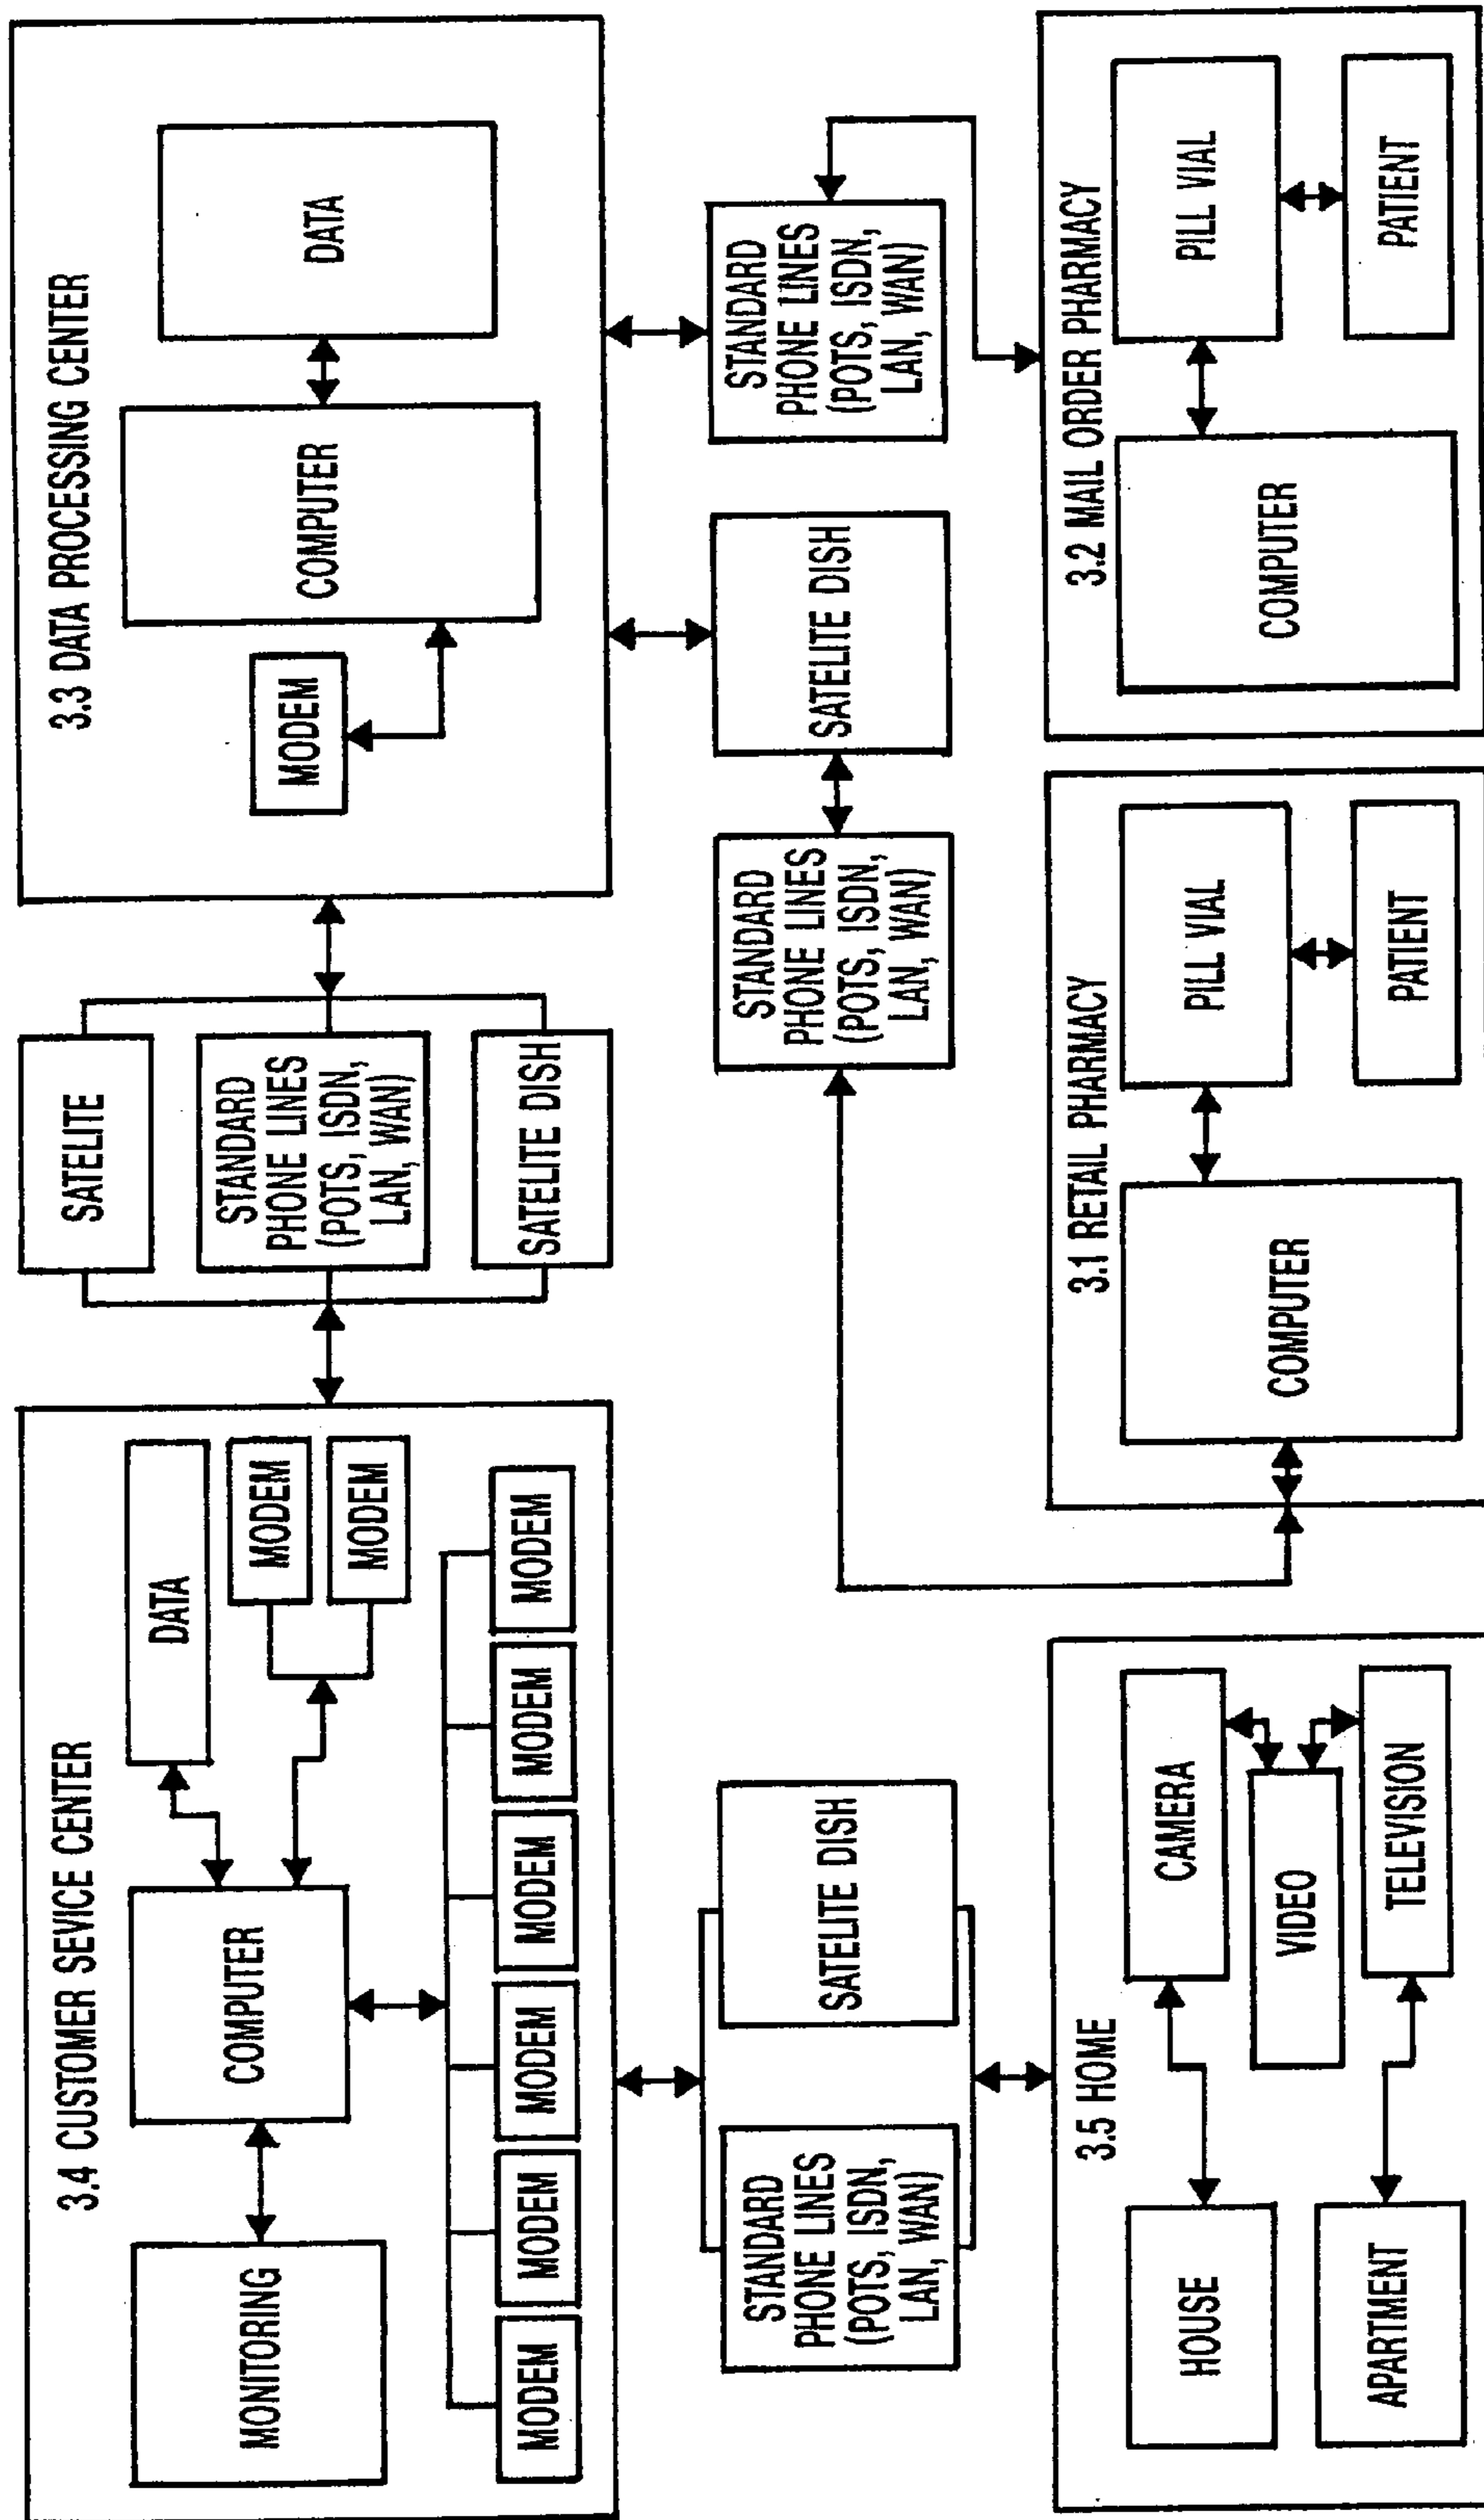 3.4 CUSTOMER SEVICE CENTER
MONITORING
COMPUTER
DATA
MODEM
MODEM
MODEM
MODEM
MODEM
MODEM
MODEM
MODEM
SATELITE
STANDARD
PHONE LINES
(POTS, ISDN,
LAN, WAN)
SATELITE DISH
3.3 DATA PROCESSING CENTER
MODEM
COMPUTER
DATA
STANDARD
PHONE LINES
(POTS, ISDN,
LAN, WAN)
SATELITE DISH
STANDARD
PHONE LINES
(POTS, ISDN,
LAN, WAN)
SATELITE DISH
STANDARD
PHONE LINES
(POTS, ISDN,
LAN, WAN)
3.5 HOME
HOUSE
APARTMENT
CAMERA
VIDEO
TELEVISION
3.1 RETAIL PHARMACY
COMPUTER
PILL VIAL
PATIENT
3.2 MAIL ORDER PHARMACY
COMPUTER
PILL VIAL
PATIENT